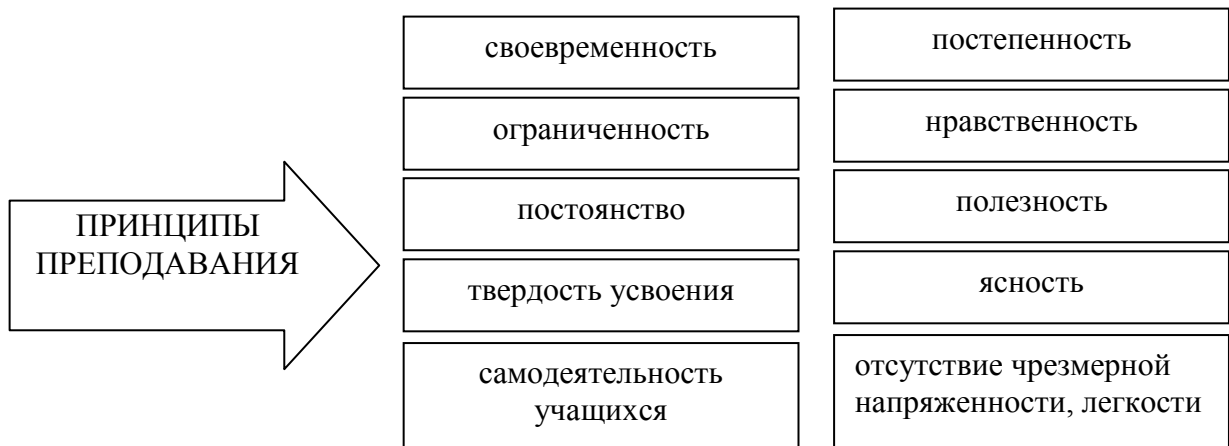 ПРИНЦИПЫ
ПРЕПОДАВАНИЯ
своевременность
ограниченность
постоянство
твердость усвоения
самодеятельность
учащихся
постепенность
нравственность
полезность
ясность
отсутствие чрезмерной
напряженности, легкости